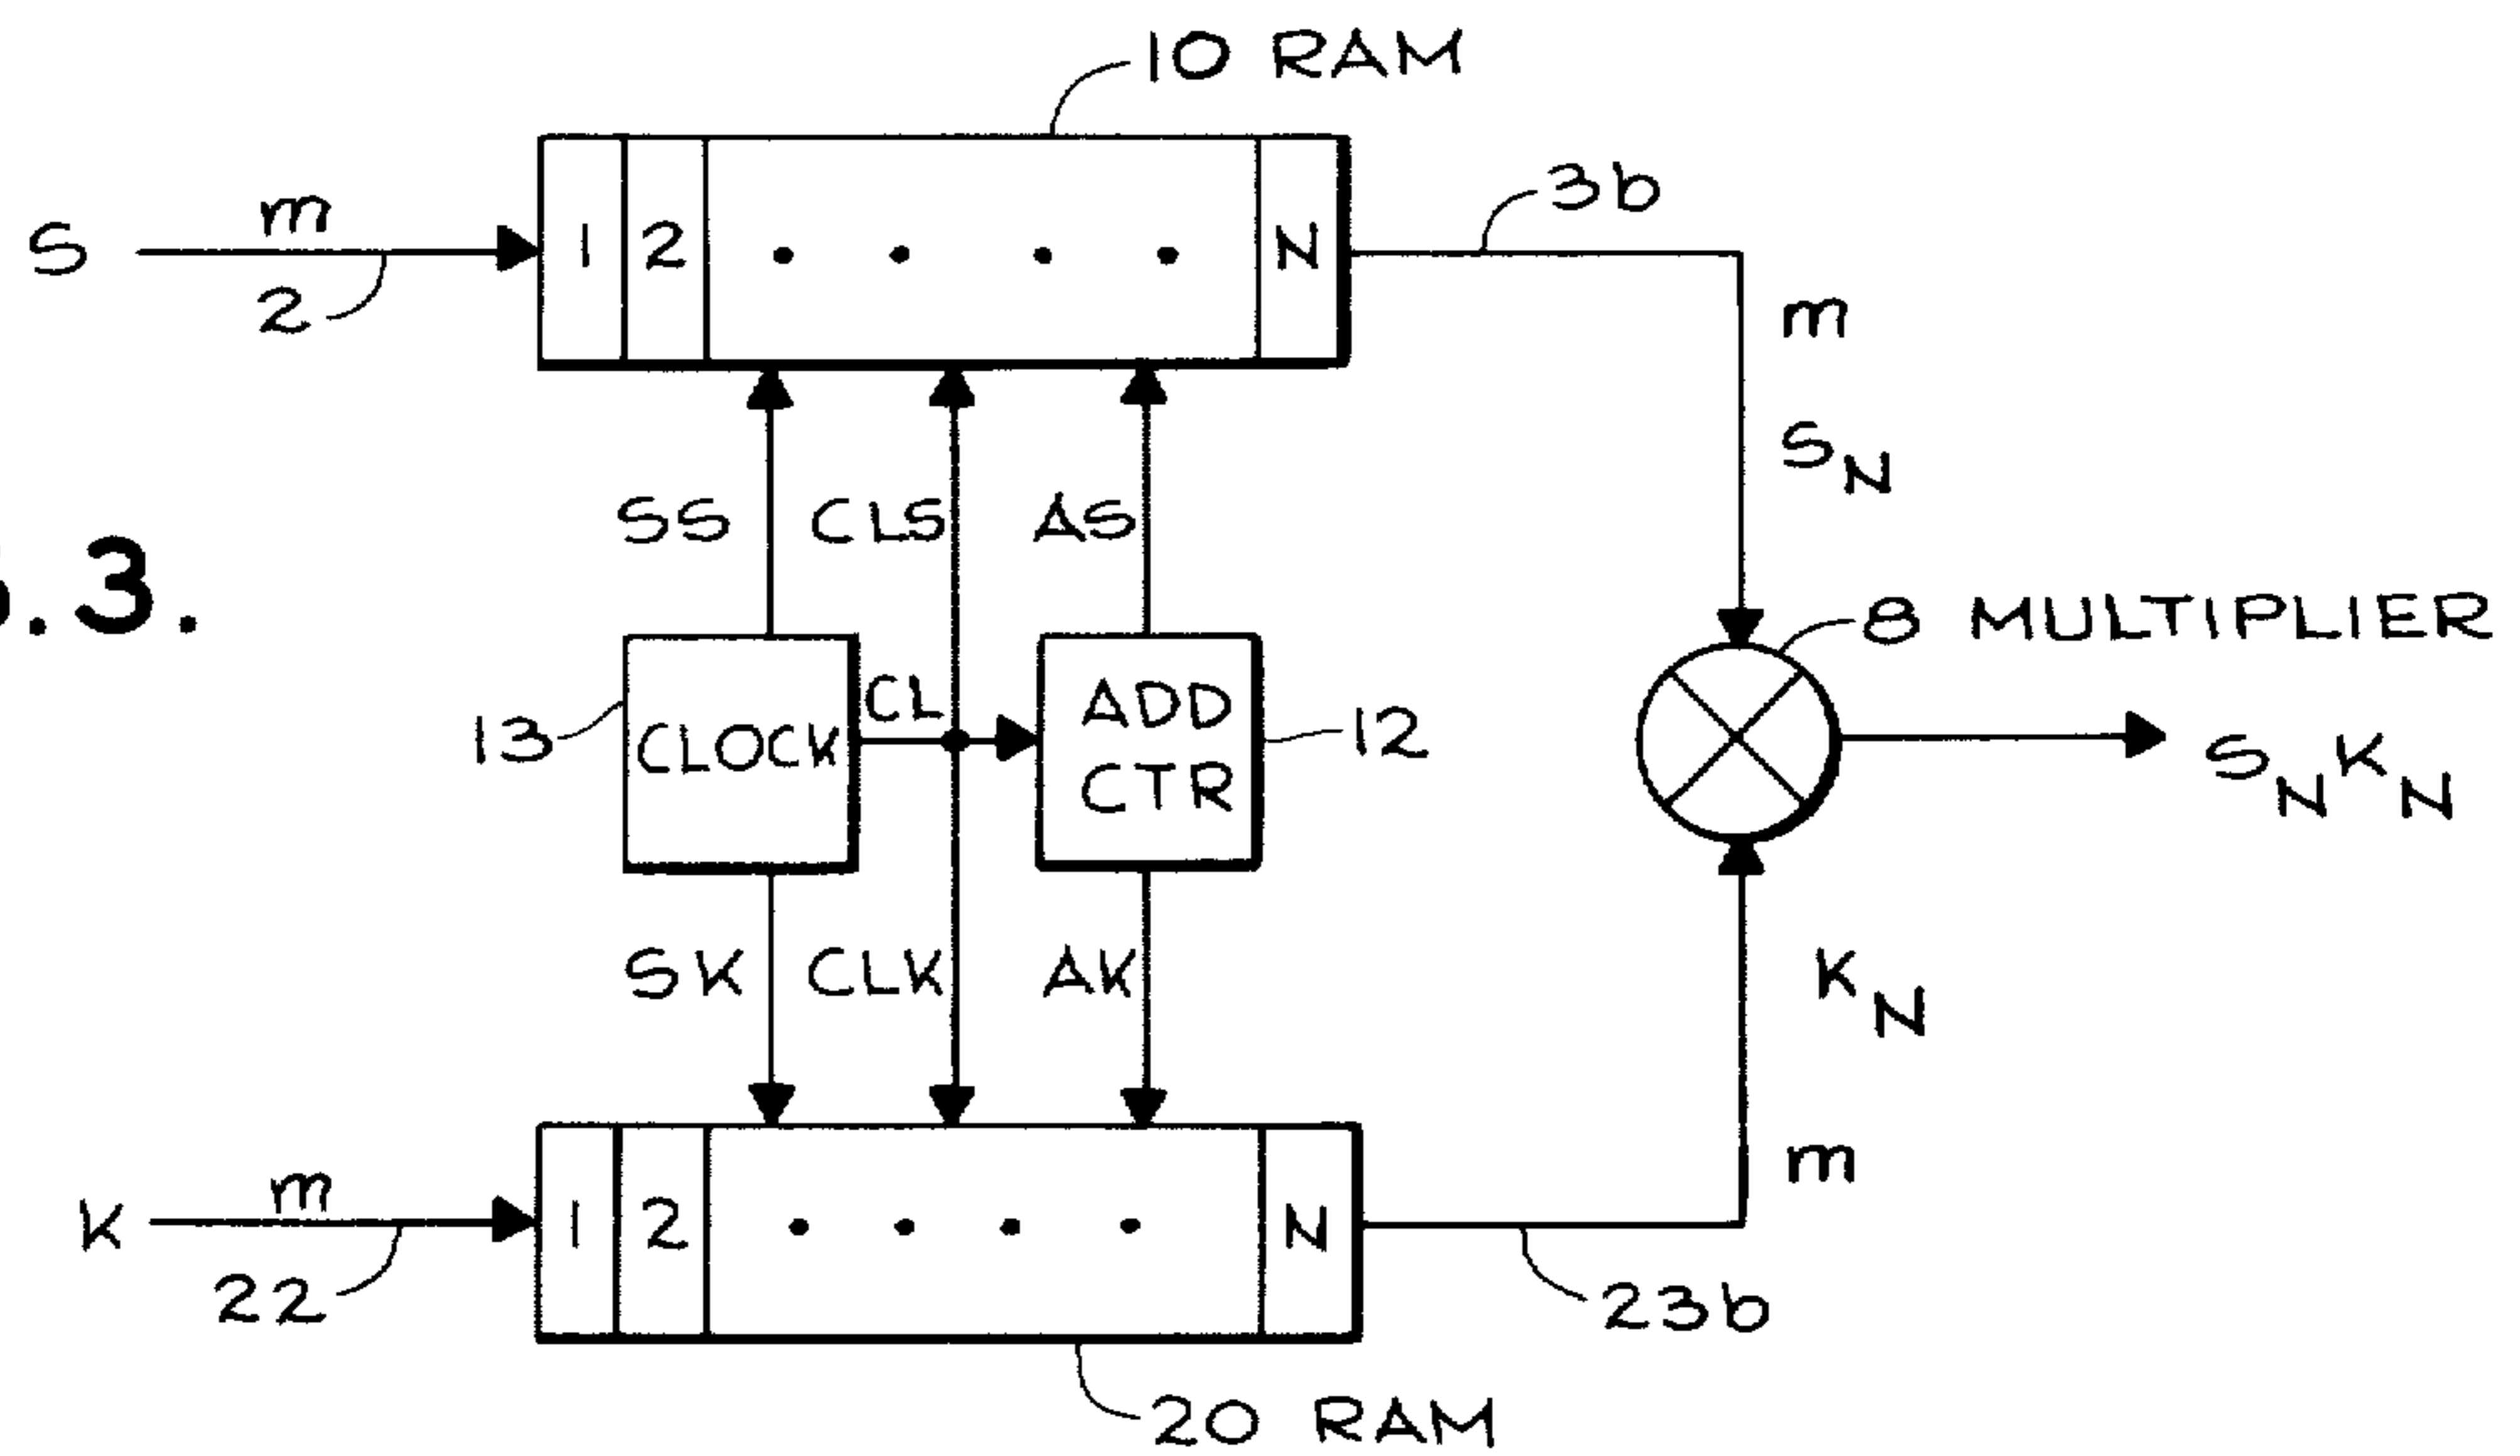 10 RAM
S
m
2
1 2 . . . . N
3b
m
SN
SS CLS AS
.3.
8 MULTIPLIER
13
CLOCK
CL
ADD
CTR
12
SNKN
SK CLK AK
KN
m
K
m
22
1 2 . . . . N
23b
20 RAM